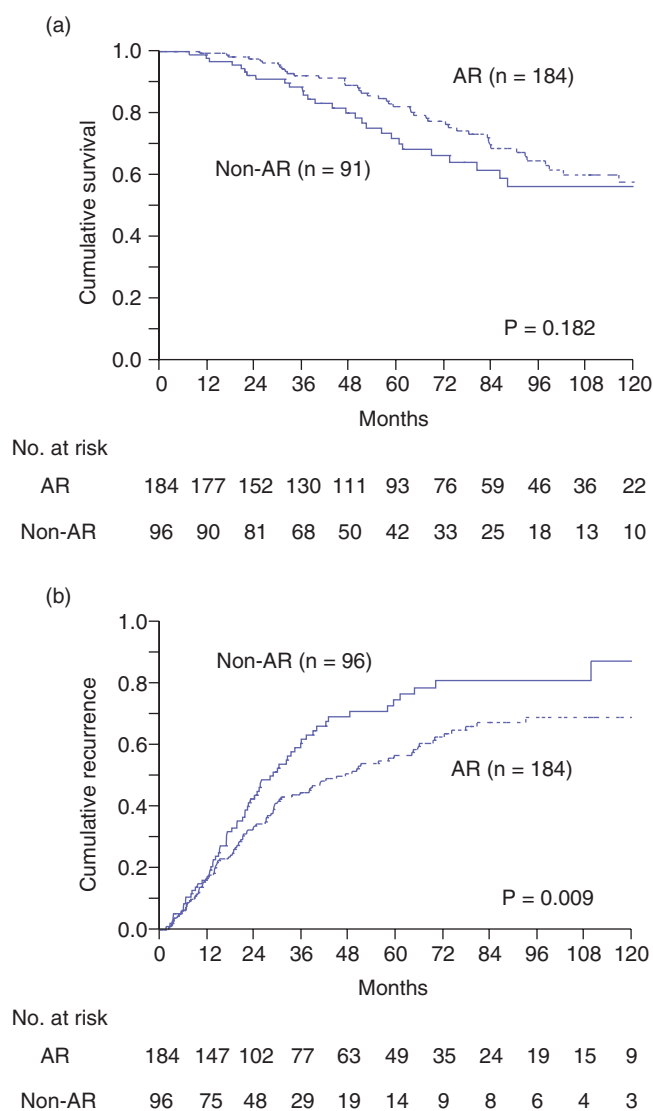 (a)
1.0
0.8
0.6
0.4
0.2
0.0
Cumulative survival
AR (n = 184)
Non-AR (n = 91)
P = 0.182
0 12 24 36 48 60 72 84 96 108 120
Months
No. at risk
AR 184 177 152 130 111 93 76 59 46 36 22
Non-AR 96 90 81 68 50 42 33 25 18 13 10
(b)
1.0
0.8
0.6
0.4
0.2
0.0
Cumulative recurrence
Non-AR (n = 96)
AR (n = 184)
P = 0.009
0 12 24 36 48 60 72 84 96 108 120
Months
No. at risk
AR 184 147 102 77 63 49 35 24 19 15 9
Non-AR 96 75 48 29 19 14 9 8 6 4 3